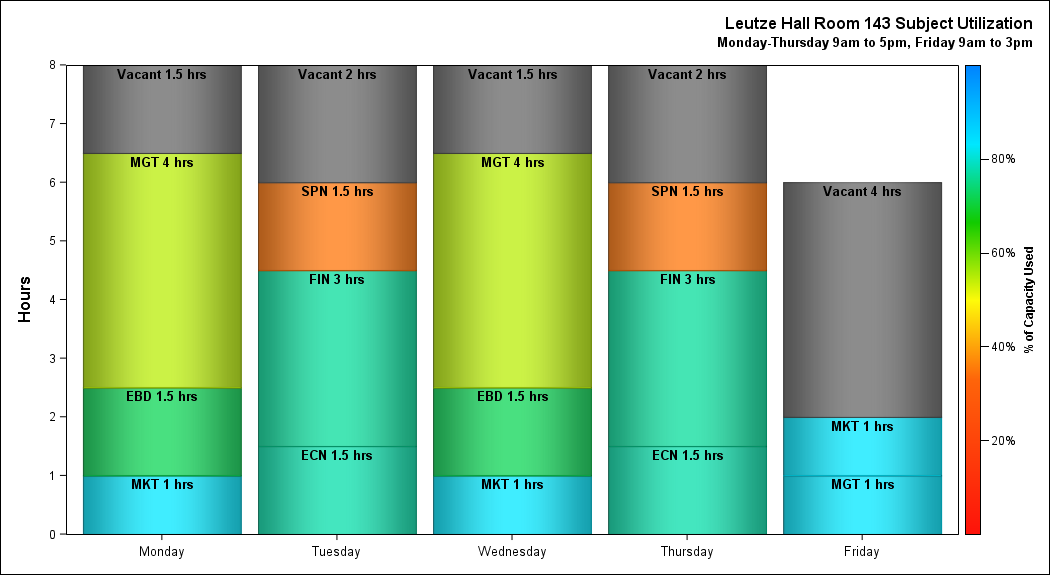 Leutze Hall Room 143 Subject Utilization
Monday-Thursday 9am to 5pm, Friday 9am to 3pm
Hours
8
7
6
5
4
3
2
1
0
Vacant 1.5 hrs
MGT 4 hrs
EBD 1.5 hrs
MKT 1 hrs
Monday
Vacant 2 hrs
SPN 1.5 hrs
FIN 3 hrs
ECN 1.5 hrs
Tuesday
Vacant 1.5 hrs
MGT 4 hrs
EBD 1.5 hrs
MKT 1 hrs
Wednesday
Vacant 2 hrs
SPN 1.5 hrs
FIN 3 hrs
ECN 1.5 hrs
Thursday
Vacant 4 hrs
MKT 1 hrs
MGT 1 hrs
Friday
80%
60%
40%
20%
% of Capacity Used